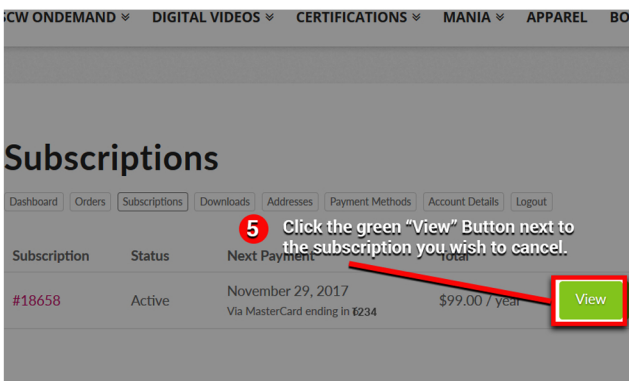 SCW ONDEMAND DIGITAL VIDEOS CERTIFICATIONS MANIA APPAREL BO
Subscriptions
Dashboard Orders Subscriptions Downloads Addresses Payment Methods Account Details Logout
5 Click the green “View” Button next to
the subscription you wish to cancel.
Subscription Status Next Payment Total
#18658 Active November 29, 2017 $99.00 / year View
Via MasterCard ending in 6234